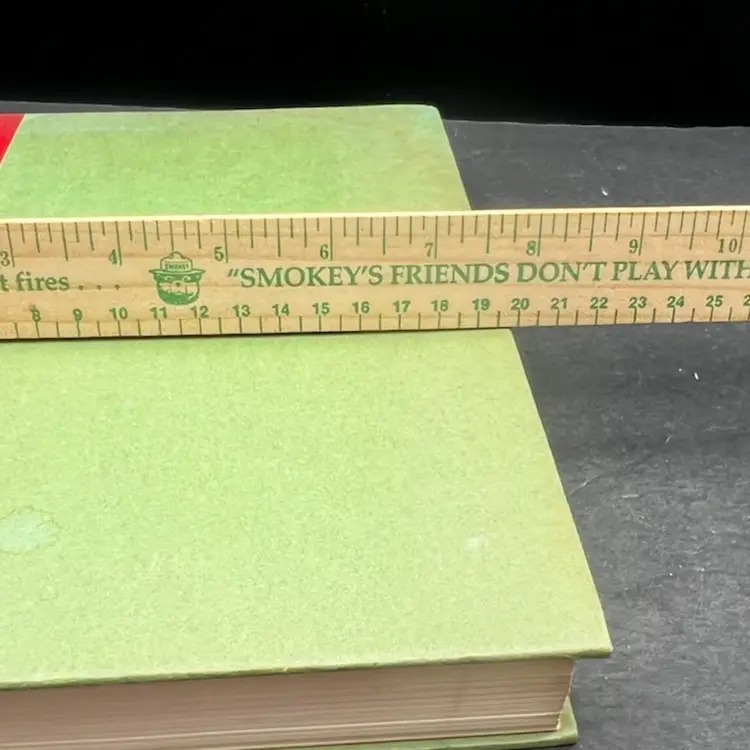 3 4 5 6 7 8 9 10
t fires . . . SMOKEY "SMOKEY'S FRIENDS DON'T PLAY WITH
8 9 10 11 12 13 14 15 16 17 18 19 20 21 22 23 24 25